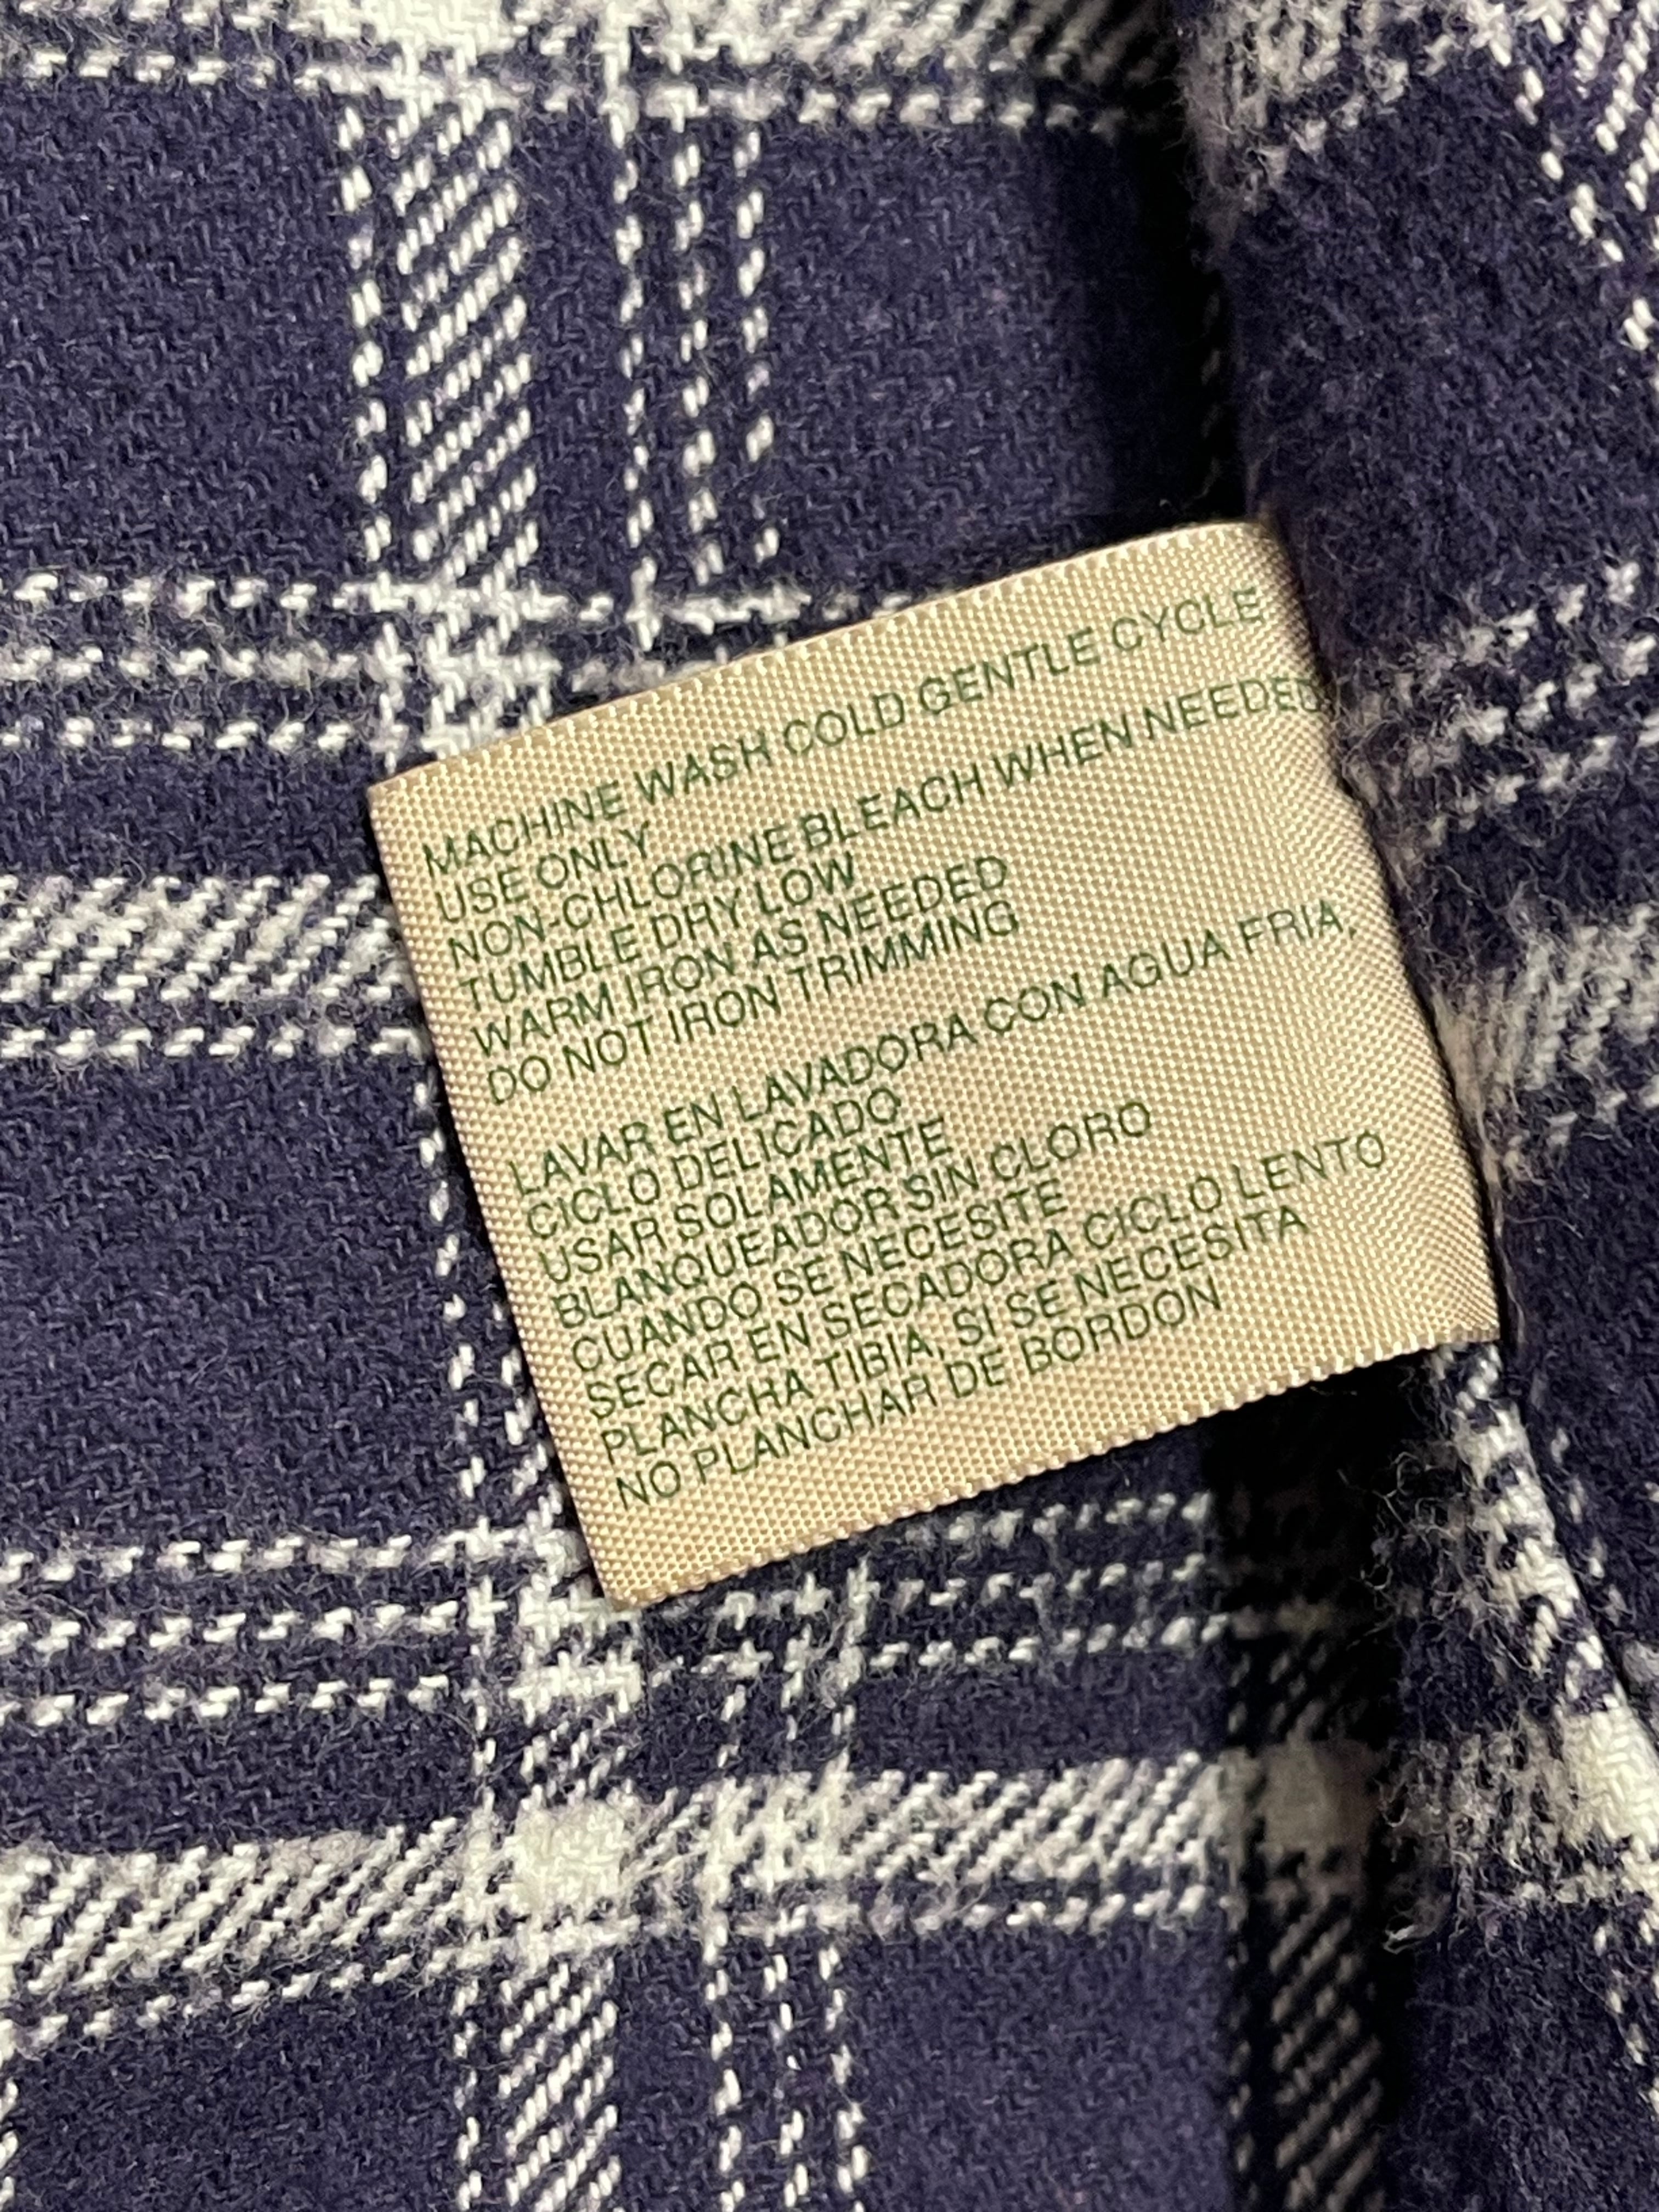 MACHINE WASH COLD GENTLE CYCLE
USE ONLY
NON-CHLORINE BLEACH WHEN NEEDED
TUMBLE DRY LOW
WARM IRON AS NEEDED
DO NOT IRON TRIMMING
LAVAR EN LAVADORA CON AGUA FRIA,
CICLO DELICADO
USAR SOLAMENTE
BLANQUEADOR SIN CLORO
CUANDO SE NECESITE
SECAR EN SECADORA CICLO LENTO
PLANCHA TIBIA, SI SE NECESITA
NO PLANCHAR DE BORDON